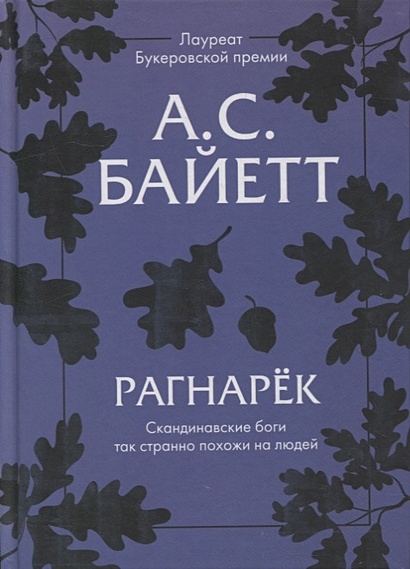 Лауреат
Букеровской премии
А.С.
БАЙЕТТ
РАГНАРЁК
Скандинавские боги
так странно похожи на людей